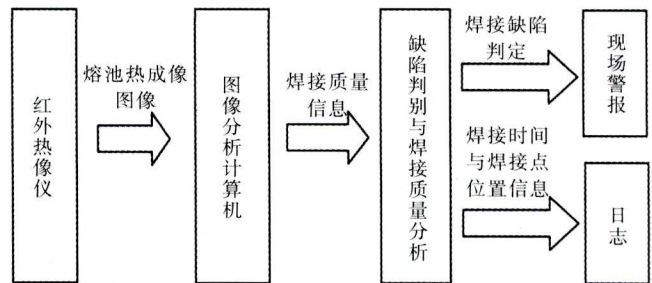 红外热像仪
熔池热成像
图像
图像分析计算机
焊接质量
信息
缺陷判别与焊接质量分析
焊接缺陷
判定
现场警报
焊接时间
与焊接点
位置信息
日志